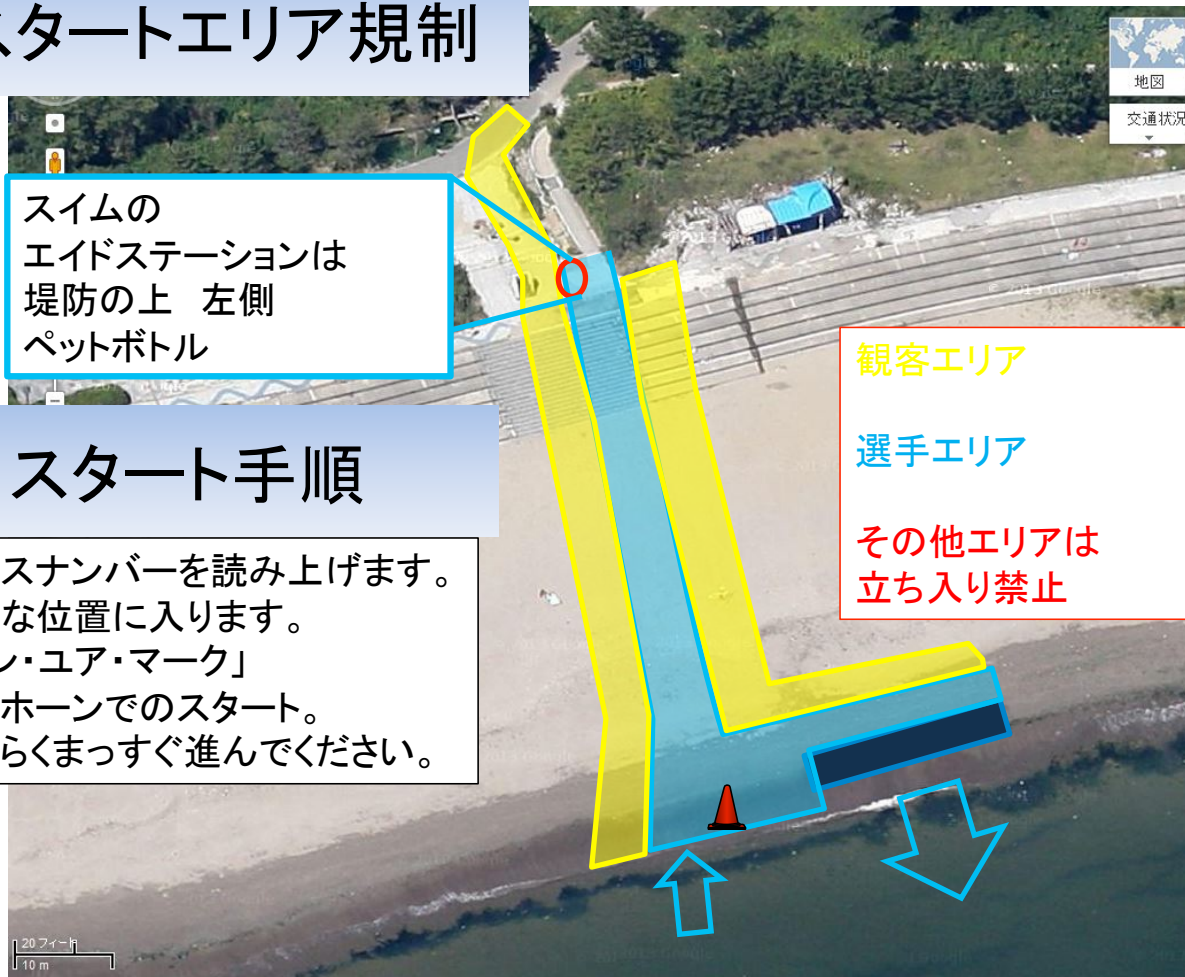 スタートエリア規制
地図
交通状況
スイムの
エイドステーションは
堤防の上 左側
ペットボトル
観客エリア
選手エリア
その他エリアは
立ち入り禁止
スタート手順
スナンバーを読み上げます。
な位置に入ります。
ン・ユア・マーク」
ホーンでのスタート。
らくまっすぐ進んでください。
20 フィート
10 m